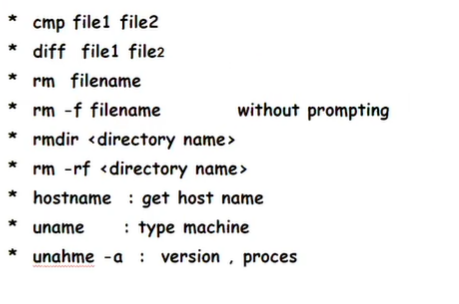 * cmp file1 file2
* diff file1 file2
* rm filename
* rm -f filename without prompting
* rmdir <directory name>
* rm -rf <directory name>
* hostname : get host name
* uname : type machine
* unahme -a : version , proces